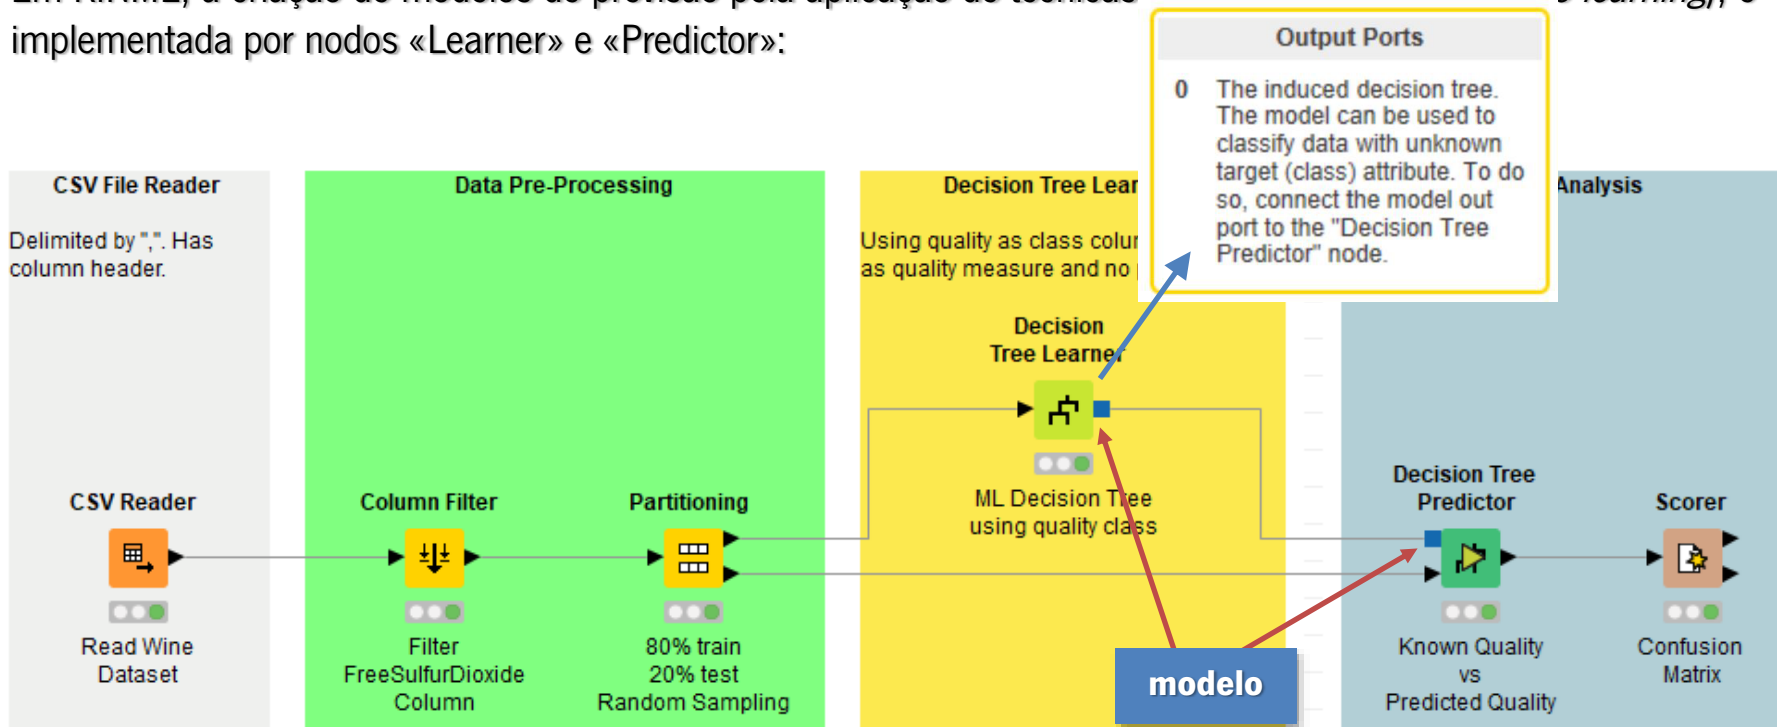 implementada por nodos «Learner» e «Predictor»:
Output Ports
0 The induced decision tree.
The model can be used to
classify data with unknown
target (class) attribute. To do
so, connect the model out
port to the "Decision Tree
Predictor" node.
CSV File Reader
Delimited by ",". Has
column header.
Data Pre-Processing
Decision Tree Lear
Using quality as class colu
as quality measure and no
Analysis
Decision
Tree Learner
ML Decision Tree
using quality class
CSV Reader
Read Wine
Dataset
Column Filter
Filter
FreeSulfurDioxide
Column
Partitioning
80% train
20% test
Random Sampling
Decision Tree
Predictor
Known Quality
vs
Predicted Quality
Scorer
Confusion
Matrix
modelo